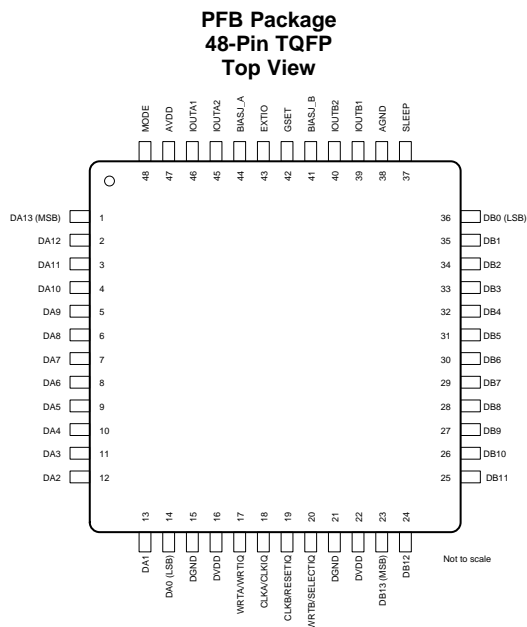 PFB Package
48-Pin TQFP
Top View
MODE
AVDD
IOUTA1
IOUTA2
BIASJ_A
EXTIO
GSET
BIASJ_B
IOUTB2
IOUTB1
AGND
SLEEP
48 47 46 45 44 43 42 41 40 39 38 37
DA13 (MSB) 1 36 DB0 (LSB)
DA12 2 35 DB1
DA11 3 34 DB2
DA10 4 33 DB3
DA9 5 32 DB4
DA8 6 31 DB5
DA7 7 30 DB6
DA6 8 29 DB7
DA5 9 28 DB8
DA4 10 27 DB9
DA3 11 26 DB10
DA2 12 25 DB11
13 14 15 16 17 18 19 20 21 22 23 24
DA1
DA0 (LSB)
DGND
DVDD
WRTA/WRTIQ
CLKA/CLKIQ
CLKB/RESETIQ
WRTB/SELECTIQ
DGND
DVDD
DB13 (MSB)
DB12
Not to scale